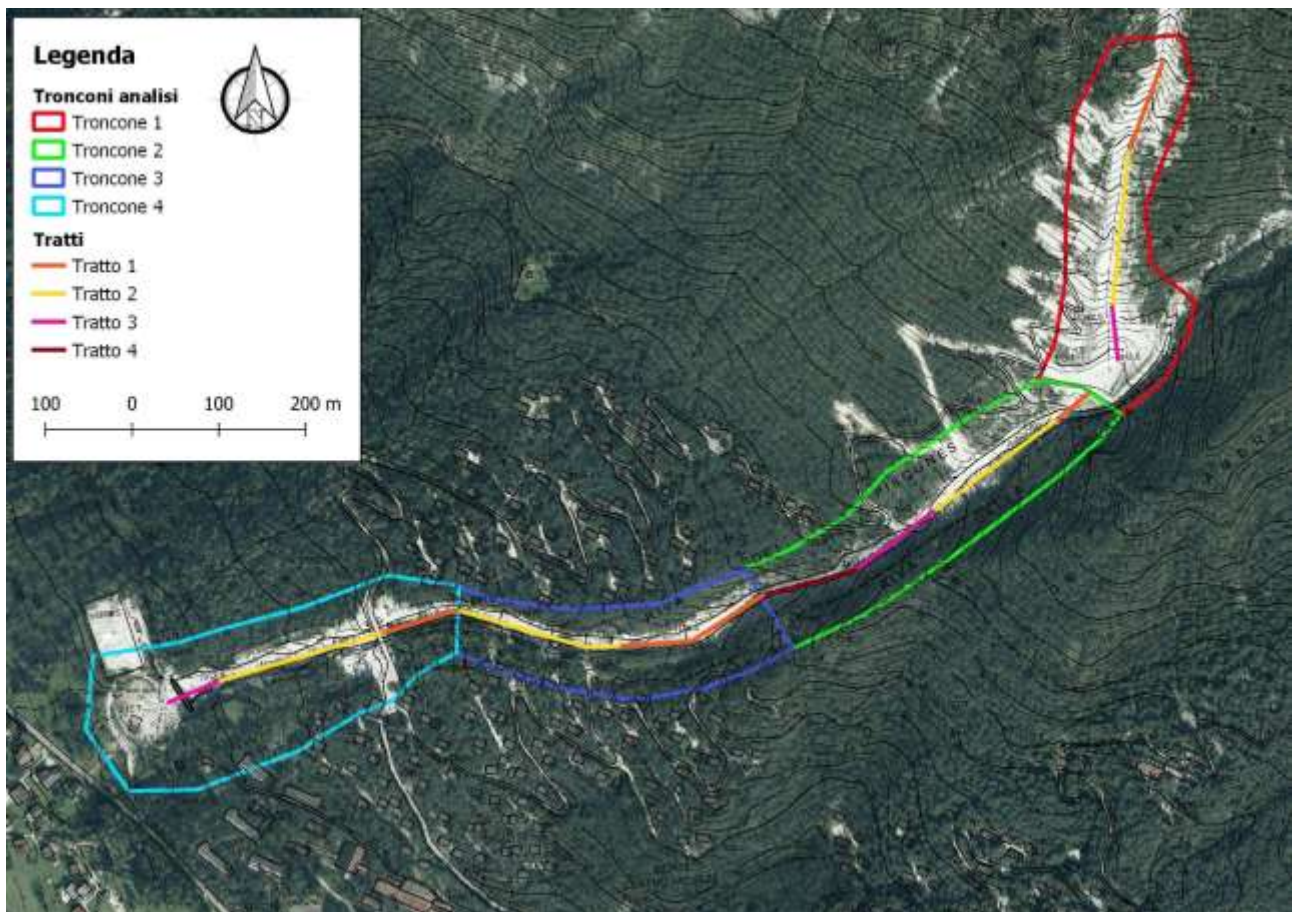 Legenda
N
Tronconi analisi
Troncone 1
Troncone 2
Troncone 3
Troncone 4
Tratti
Tratto 1
Tratto 2
Tratto 3
Tratto 4
100 0 100 200 m